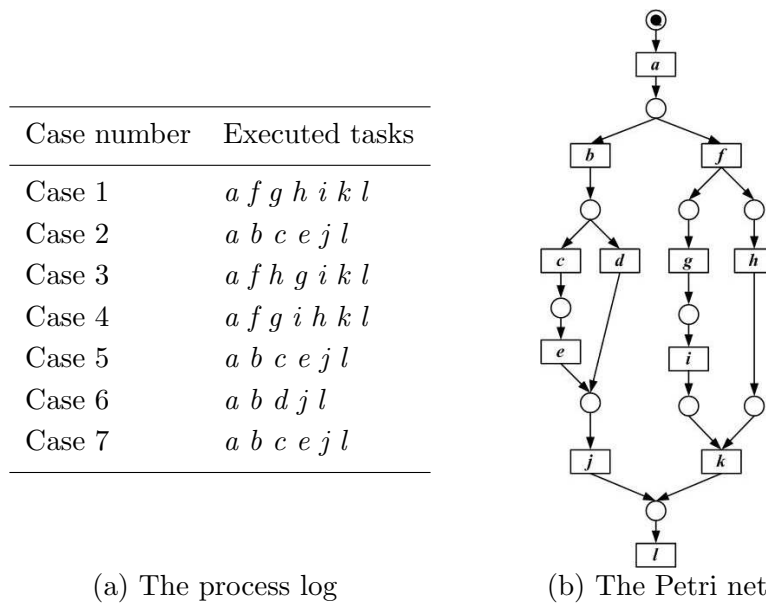 Case number Executed tasks
Case 1 a f g h i k l
Case 2 a b c e j l
Case 3 a f h g i k l
Case 4 a f g i h k l
Case 5 a b c e j l
Case 6 a b d j l
Case 7 a b c e j l
(a) The process log
a
b f
c d g h
e i
j k
l
(b) The Petri net